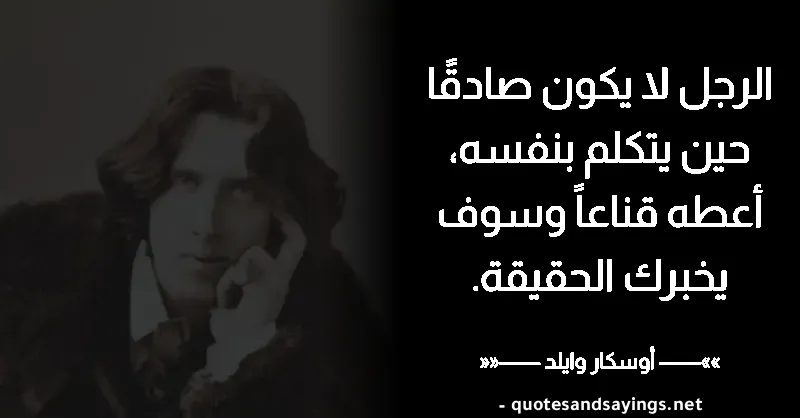 الرجل لا يكون صادقًا
حين يتكلم بنفسه،
أعطه قناعاً وسوف
يخبرك الحقيقة.
»»—— أوسكار وايلد ——««
- quotesandsayings.net